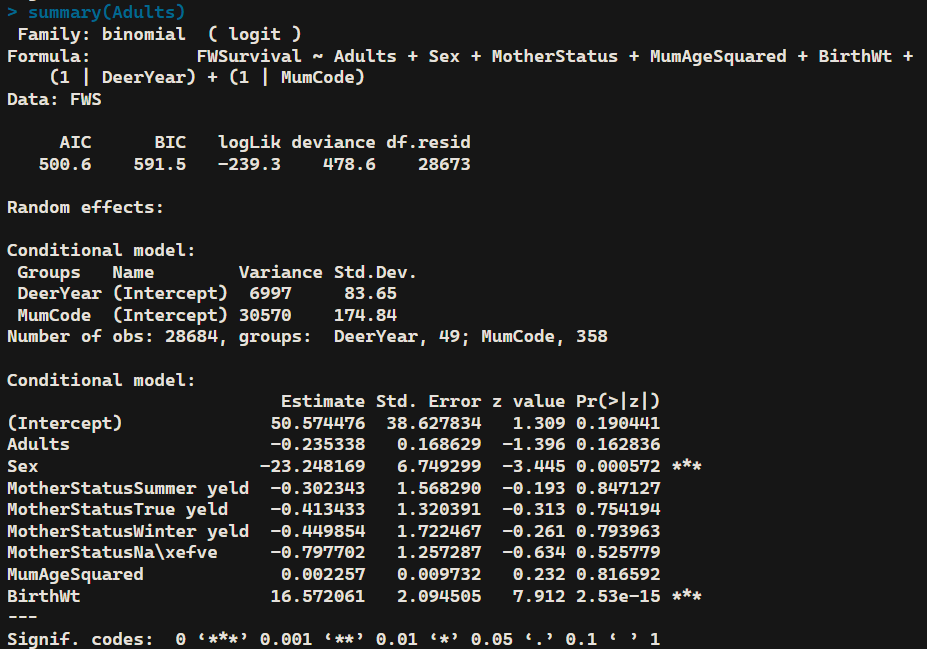 > summary(Adults)
Family: binomial  ( logit )
Formula:          FWSurvival ~ Adults + Sex + MotherStatus + MumAgeSquared + BirthWt +
    (1 | DeerYear) + (1 | MumCode)
Data: FWS
     AIC      BIC   logLik deviance df.resid
   500.6    591.5   -239.3    478.6    28673
Random effects:
Conditional model:
 Groups   Name        Variance Std.Dev.
 DeerYear (Intercept)  6997     83.65
 MumCode  (Intercept) 30570    174.84
Number of obs: 28684, groups:  DeerYear, 49; MumCode, 358
Conditional model:
                          Estimate Std. Error z value Pr(>|z|)
(Intercept)              50.574476  38.627834   1.309 0.190441
Adults                   -0.235338   0.168629  -1.396 0.162836
Sex                     -23.248169   6.749299  -3.445 0.000572 ***
MotherStatusSummer yeld  -0.302343   1.568290  -0.193 0.847127
MotherStatusTrue yeld    -0.413433   1.320391  -0.313 0.754194
MotherStatusWinter yeld  -0.449854   1.722467  -0.261 0.793963
MotherStatusNa\xefve     -0.797702   1.257287  -0.634 0.525779
MumAgeSquared             0.002257   0.009732   0.232 0.816592
BirthWt                  16.572061   2.094505   7.912 2.53e-15 ***
---
Signif. codes:  0 ‘***’ 0.001 ‘**’ 0.01 ‘*’ 0.05 ‘.’ 0.1 ‘ ’ 1